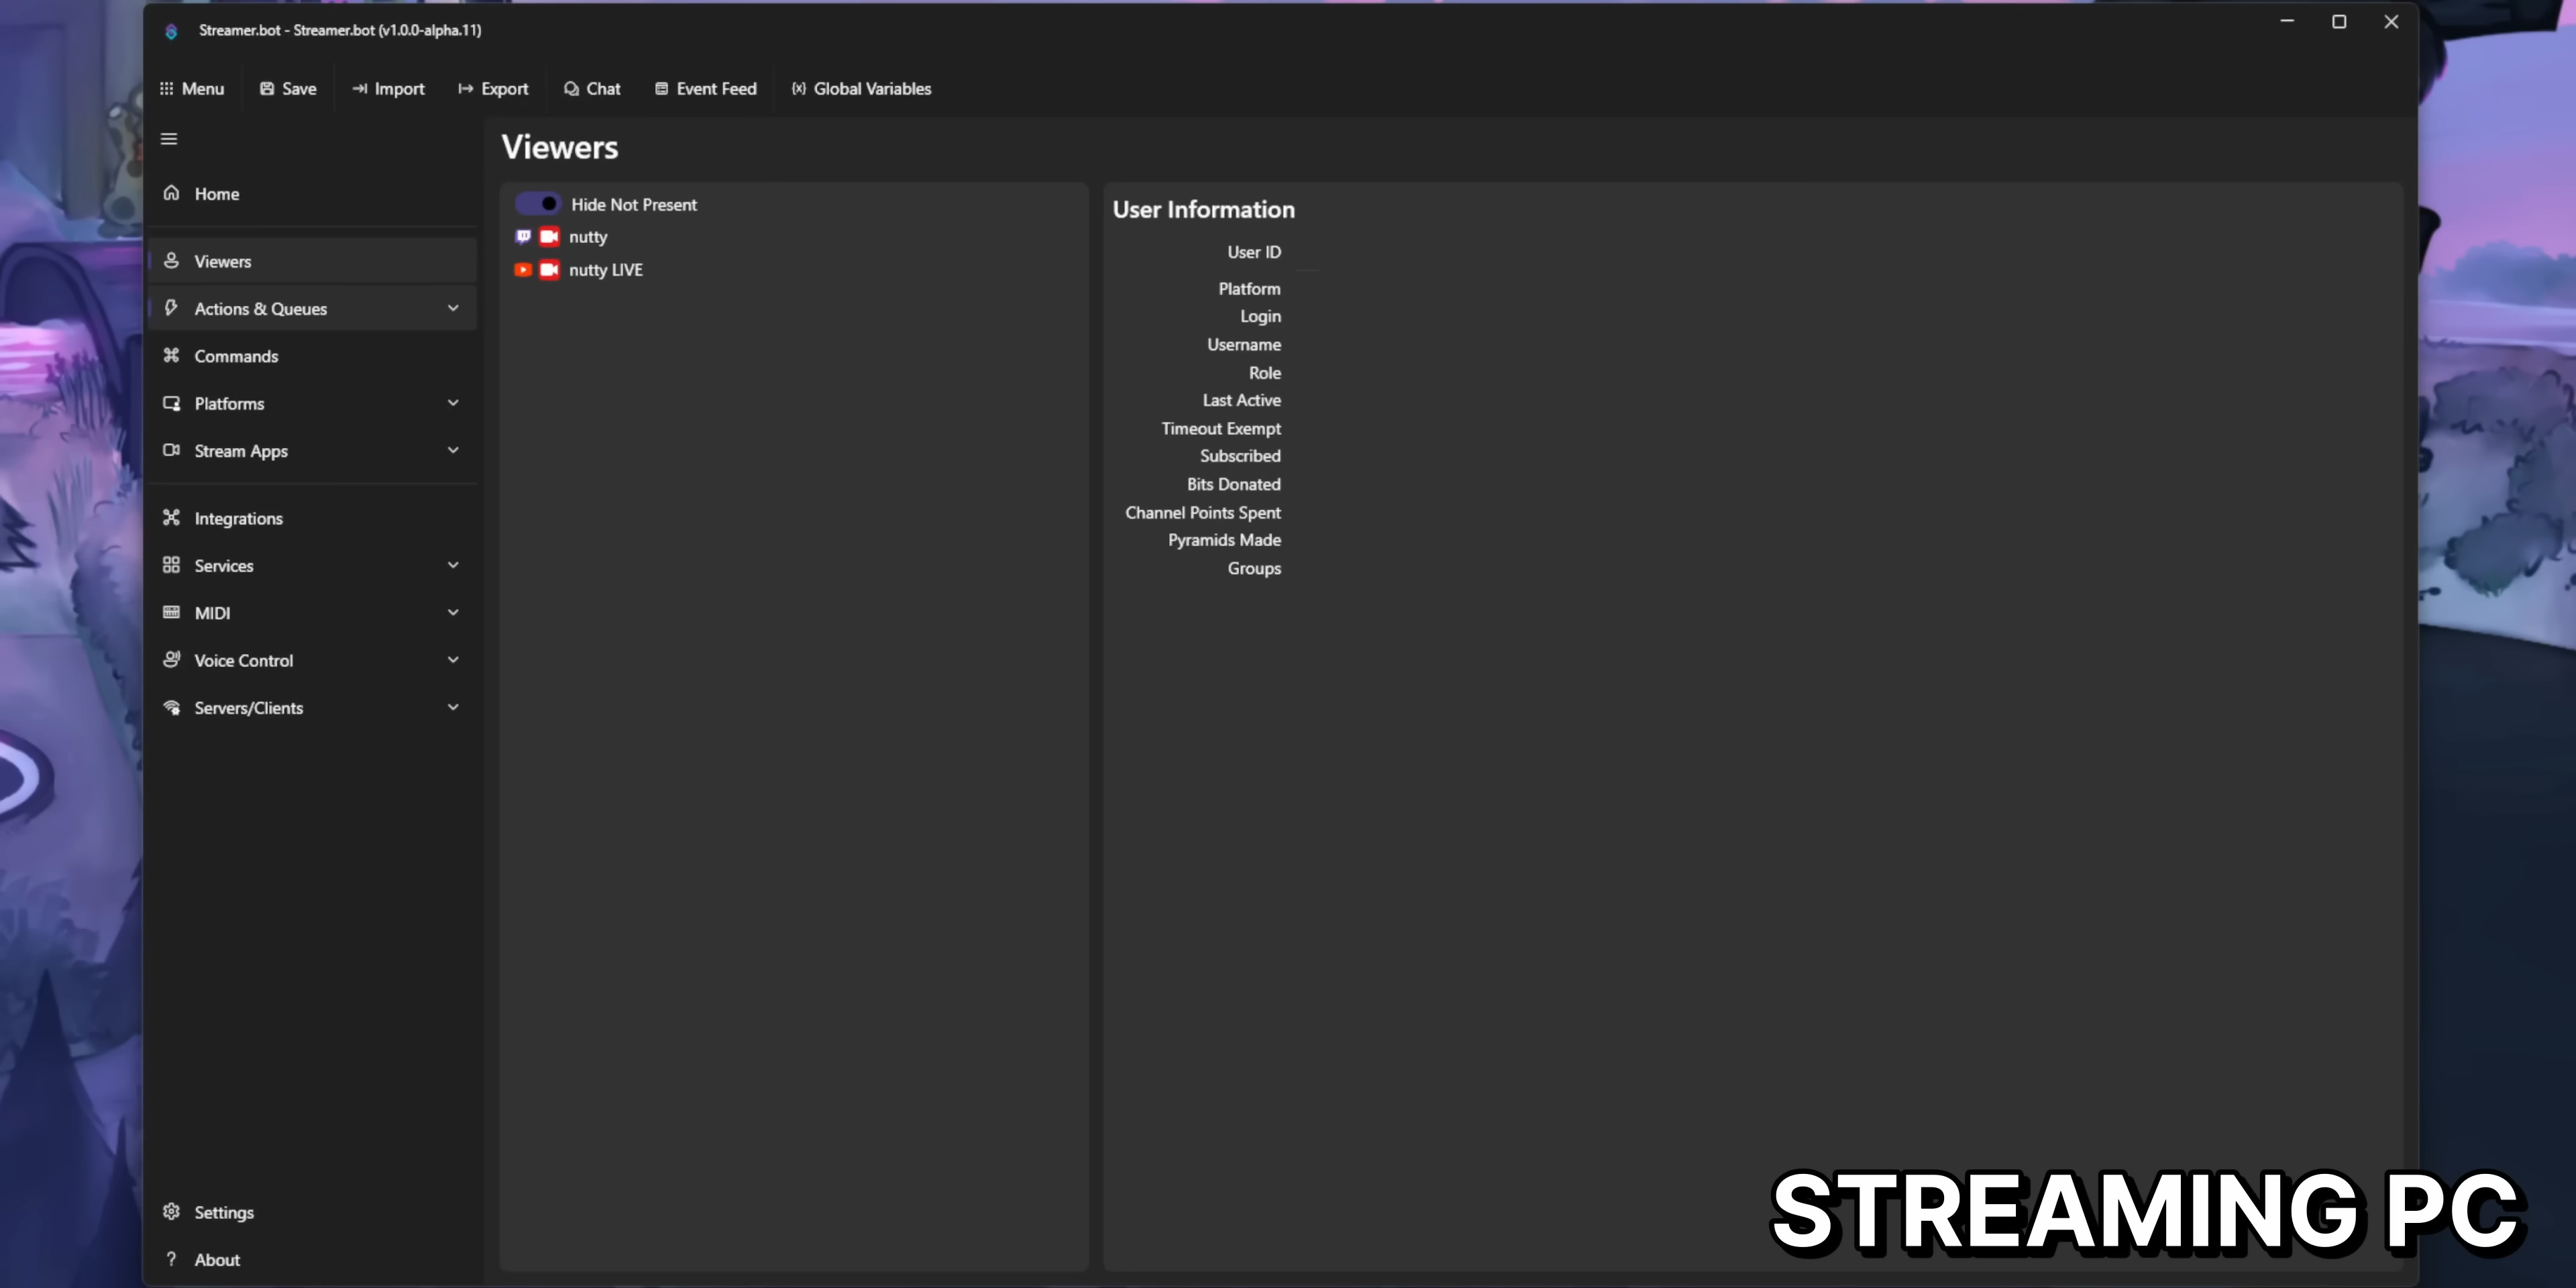 Streamer.bot - Streamer.bot (v1.0.0-alpha.11)
Menu
Save
Import
Export
Chat
Event Feed
Global Variables
Home
Viewers
Actions & Queues
Commands
Platforms
Stream Apps
Integrations
Services
MIDI
Voice Control
Servers/Clients
Settings
About
Viewers
Hide Not Present
nutty
nutty LIVE
User Information
User ID
Platform
Login
Username
Role
Last Active
Timeout Exempt
Subscribed
Bits Donated
Channel Points Spent
Pyramids Made
Groups
STREAMING PC